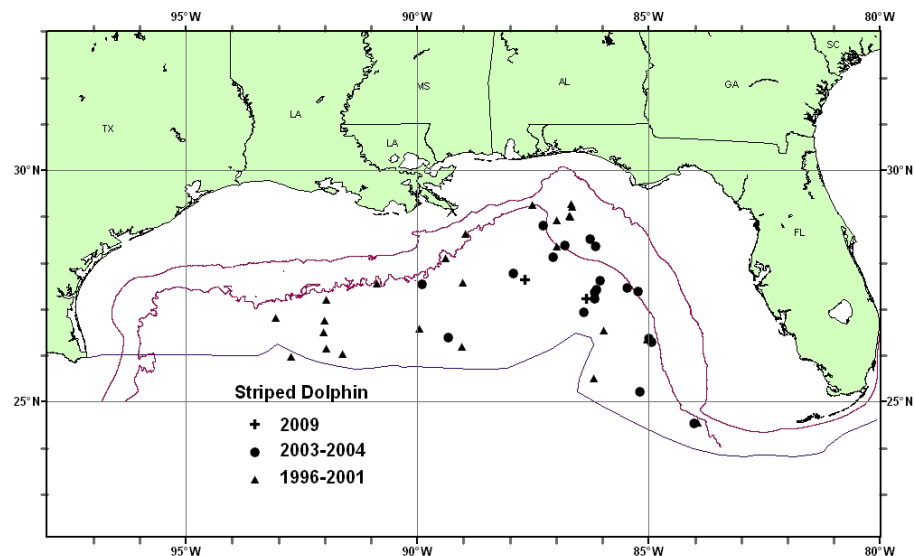 95°W 90°W 85°W 80°W
SC
MS AL GA
TX LA
LA
30°N 30°N
FL
25°N 25°N
Striped Dolphin
2009
2003-2004
1996-2001
95°W 90°W 85°W 80°W